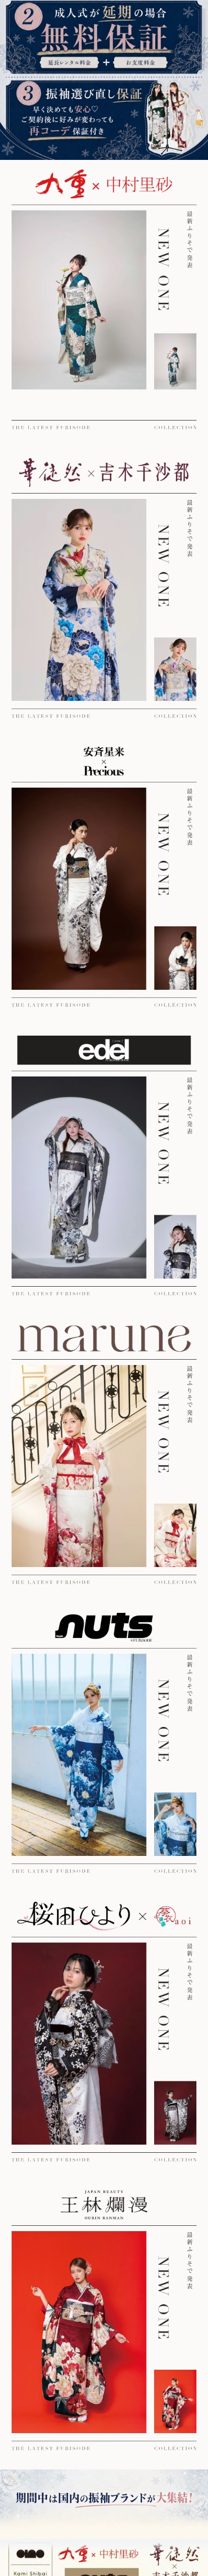 2 成人式が延期の場合
無料保証
延長レンタル料金 + お支度料金
3 振袖選び直し保証
早く決めても安心♡
ご契約後に好みが変わっても
再コーデ保証付き
九重 × 中村里砂
最新ふりそで発表
NEW ONE
THE LATEST FURISODE COLLECTION
華徒然 × 吉木千沙都
最新ふりそで発表
NEW ONE
THE LATEST FURISODE COLLECTION
安斉星来
×
Precious
最新ふりそで発表
NEW ONE
THE LATEST FURISODE COLLECTION
edel
最新ふりそで発表
NEW ONE
THE LATEST FURISODE COLLECTION
marune
最新ふりそで発表
NEW ONE
THE LATEST FURISODE COLLECTION
nuts
最新ふりそで発表
NEW ONE
THE LATEST FURISODE COLLECTION
桜田ひより × 葵 aoi
最新ふりそで発表
NEW ONE
THE LATEST FURISODE COLLECTION
JAPAN BEAUTY
王林爛漫
OURIN RANMAN
最新ふりそで発表
NEW ONE
THE LATEST FURISODE COLLECTION
期間中は国内の振袖ブランドが大集結!
九重 × 中村里砂
華徒然
×
Kami Shibai